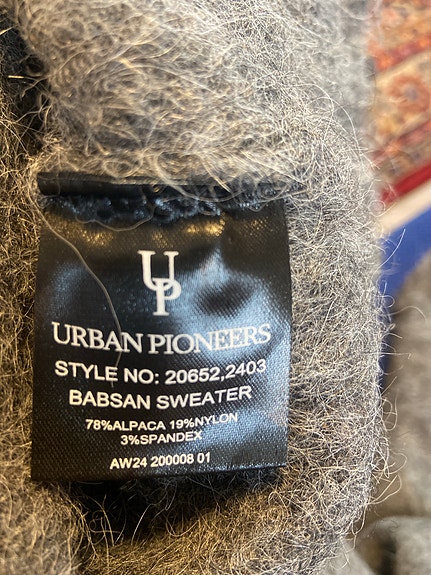 UP
URBAN PIONEERS
STYLE NO: 20652,2403
BABSAN SWEATER
78%ALPACA 19%NYLON
3%SPANDEX
AW24 200008 01